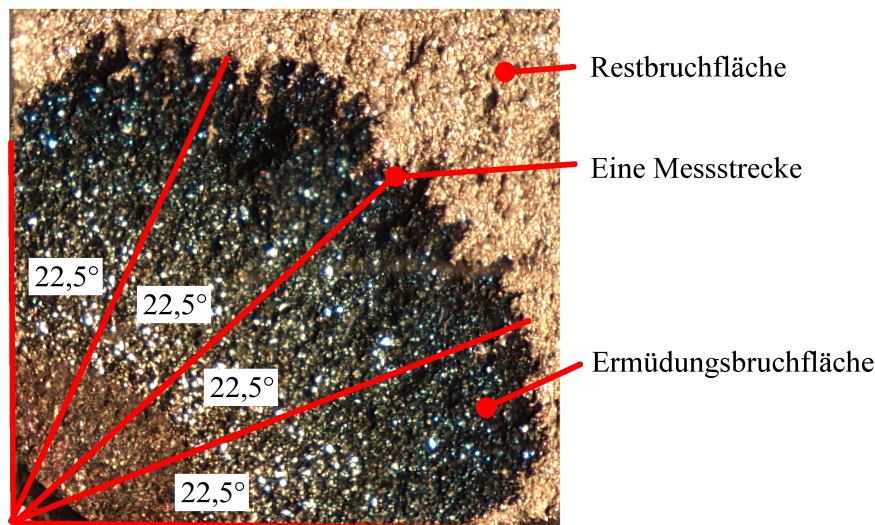 Restbruchfläche
Eine Messstrecke
22,5°
22,5°
Ermüdungsbruchfläche
22,5°
22,5°